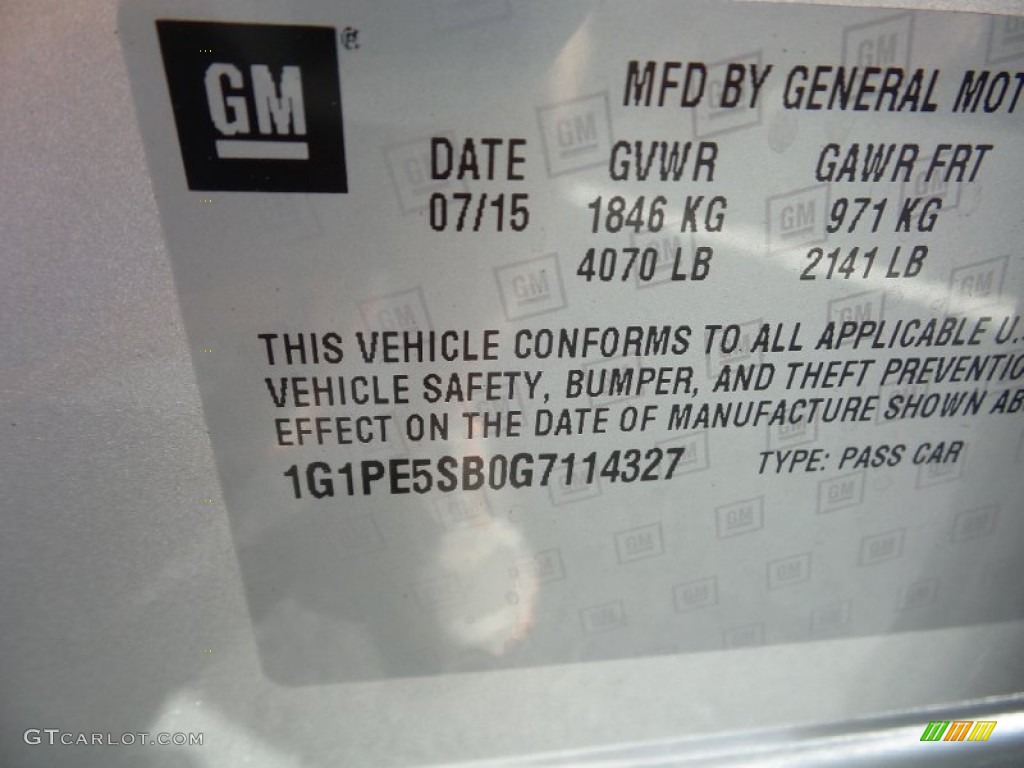 GM
MFD BY GENERAL MOT
DATE GVWR GAWR FRT
07/15 1846 KG 971 KG
4070 LB 2141 LB
THIS VEHICLE CONFORMS TO ALL APPLICABLE U.S
VEHICLE SAFETY, BUMPER, AND THEFT PREVENTIO
EFFECT ON THE DATE OF MANUFACTURE SHOWN AB
1G1PE5SB0G7114327 TYPE: PASS CAR
GTCARLOT.COM